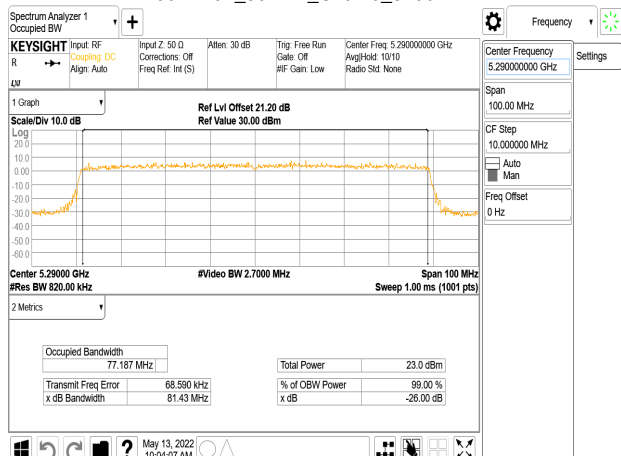 Spectrum Analyzer 1
Occupied BW
Frequency
KEYSIGHT
R
LXI
Input: RF
Coupling: DC
Align: Auto
Input Z: 50 Ω
Corrections: Off
Freq Ref: Int (S)
Atten: 30 dB
Trig: Free Run
Gate: Off
#IF Gain: Low
Center Freq: 5.290000000 GHz
Avg|Hold: 10/10
Radio Std: None
Center Frequency
5.290000000 GHz
Settings
Span
100.00 MHz
CF Step
10.000000 MHz
Auto
Man
Freq Offset
0 Hz
1 Graph
Scale/Div 10.0 dB
Ref Lvl Offset 21.20 dB
Ref Value 30.00 dBm
Log
20.0
10.0
0.00
-10.0
-20.0
-30.0
-40.0
-50.0
-60.0
Center 5.29000 GHz
#Video BW 2.7000 MHz
Span 100 MHz
#Res BW 820.00 kHz
Sweep 1.00 ms (1001 pts)
2 Metrics
Occupied Bandwidth
77.187 MHz
Total Power 23.0 dBm
Transmit Freq Error 68.590 kHz
% of OBW Power 99.00 %
x dB Bandwidth 81.43 MHz
x dB -26.00 dB
?
May 13, 2022
10:04:07 AM